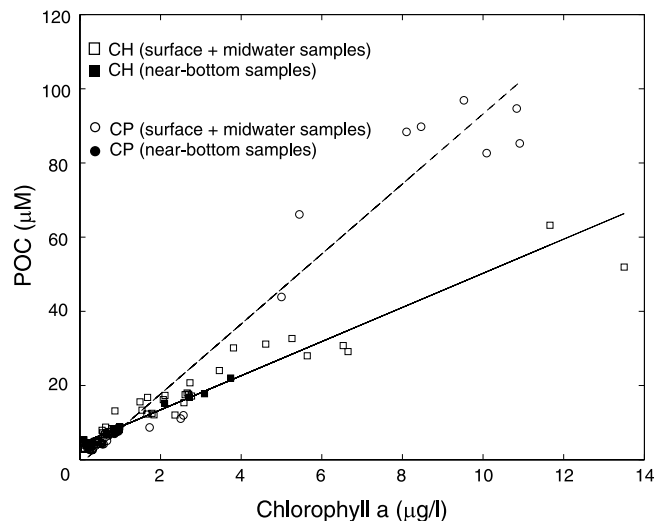 120
100
80
60
40
20
0
POC (μM)
CH (surface + midwater samples)
CH (near-bottom samples)
CP (surface + midwater samples)
CP (near-bottom samples)
0 2 4 6 8 10 12 14
Chlorophyll a (μg/l)